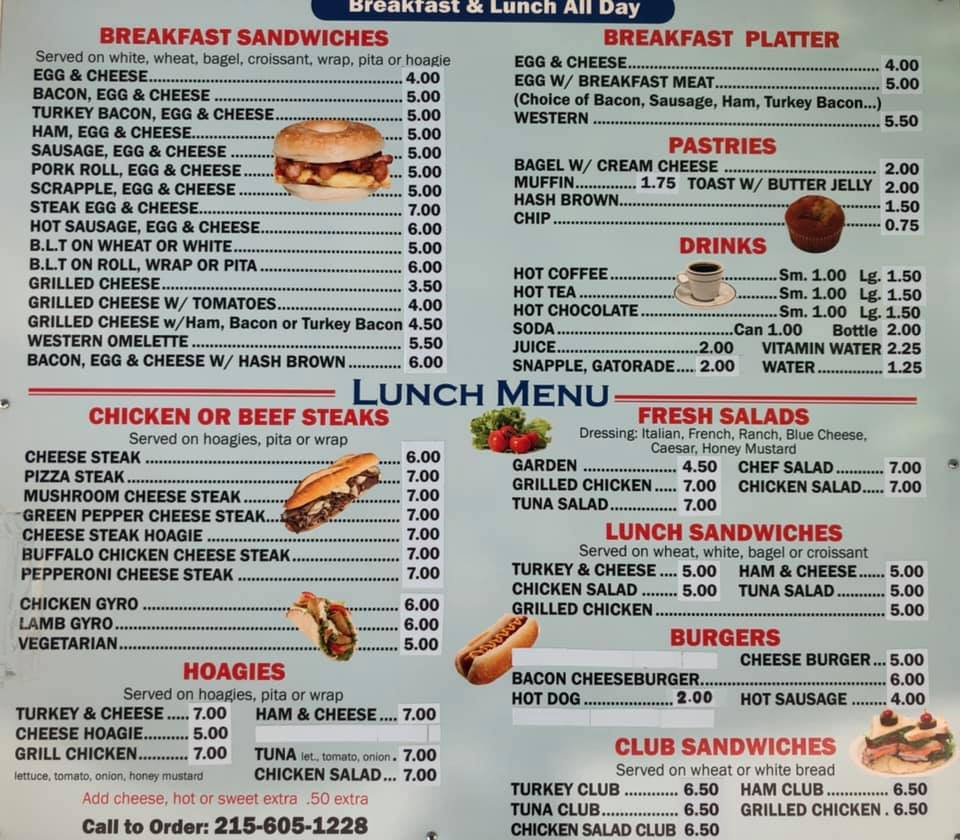 Breakfast & Lunch All Day
BREAKFAST SANDWICHES
Served on white, wheat, bagel, croissant, wrap, pita or hoagie
EGG & CHEESE 4.00
BACON, EGG & CHEESE 5.00
TURKEY BACON, EGG & CHEESE 5.00
HAM, EGG & CHEESE 5.00
SAUSAGE, EGG & CHEESE 5.00
PORK ROLL, EGG & CHEESE 5.00
SCRAPPLE, EGG & CHEESE 5.00
STEAK EGG & CHEESE 7.00
HOT SAUSAGE, EGG & CHEESE 6.00
B.L.T ON WHEAT OR WHITE 5.00
B.L.T ON ROLL, WRAP OR PITA 6.00
GRILLED CHEESE 3.50
GRILLED CHEESE W/ TOMATOES 4.00
GRILLED CHEESE w/Ham, Bacon or Turkey Bacon 4.50
WESTERN OMELETTE 5.50
BACON, EGG & CHEESE W/ HASH BROWN 6.00
BREAKFAST PLATTER
EGG & CHEESE 4.00
EGG W/ BREAKFAST MEAT 5.00
(Choice of Bacon, Sausage, Ham, Turkey Bacon...)
WESTERN 5.50
PASTRIES
BAGEL W/ CREAM CHEESE 2.00
MUFFIN 1.75 TOAST W/ BUTTER JELLY 2.00
HASH BROWN 1.50
CHIP 0.75
DRINKS
HOT COFFEE Sm. 1.00 Lg. 1.50
HOT TEA Sm. 1.00 Lg. 1.50
HOT CHOCOLATE Sm. 1.00 Lg. 1.50
SODA Can 1.00 Bottle 2.00
JUICE 2.00 VITAMIN WATER 2.25
SNAPPLE, GATORADE 2.00 WATER 1.25
LUNCH MENU
CHICKEN OR BEEF STEAKS
Served on hoagies, pita or wrap
CHEESE STEAK 6.00
PIZZA STEAK 7.00
MUSHROOM CHEESE STEAK 7.00
GREEN PEPPER CHEESE STEAK 7.00
CHEESE STEAK HOAGIE 7.00
BUFFALO CHICKEN CHEESE STEAK 7.00
PEPPERONI CHEESE STEAK 7.00
CHICKEN GYRO 6.00
LAMB GYRO 6.00
VEGETARIAN 5.00
HOAGIES
Served on hoagies, pita or wrap
TURKEY & CHEESE 7.00 HAM & CHEESE 7.00
CHEESE HOAGIE 5.00
GRILL CHICKEN 7.00 TUNA let., tomato, onion 7.00
lettuce, tomato, onion, honey mustard CHICKEN SALAD 7.00
Add cheese, hot or sweet extra .50 extra
Call to Order: 215-605-1228
FRESH SALADS
Dressing: Italian, French, Ranch, Blue Cheese,
Caesar, Honey Mustard
GARDEN 4.50 CHEF SALAD 7.00
GRILLED CHICKEN 7.00 CHICKEN SALAD 7.00
TUNA SALAD 7.00
LUNCH SANDWICHES
Served on wheat, white, bagel or croissant
TURKEY & CHEESE 5.00 HAM & CHEESE 5.00
CHICKEN SALAD 5.00 TUNA SALAD 5.00
GRILLED CHICKEN 5.00
BURGERS
CHEESE BURGER 5.00
BACON CHEESEBURGER 6.00
HOT DOG 2.00 HOT SAUSAGE 4.00
CLUB SANDWICHES
Served on wheat or white bread
TURKEY CLUB 6.50 HAM CLUB 6.50
TUNA CLUB 6.50 GRILLED CHICKEN 6.50
CHICKEN SALAD CLUB 6.50